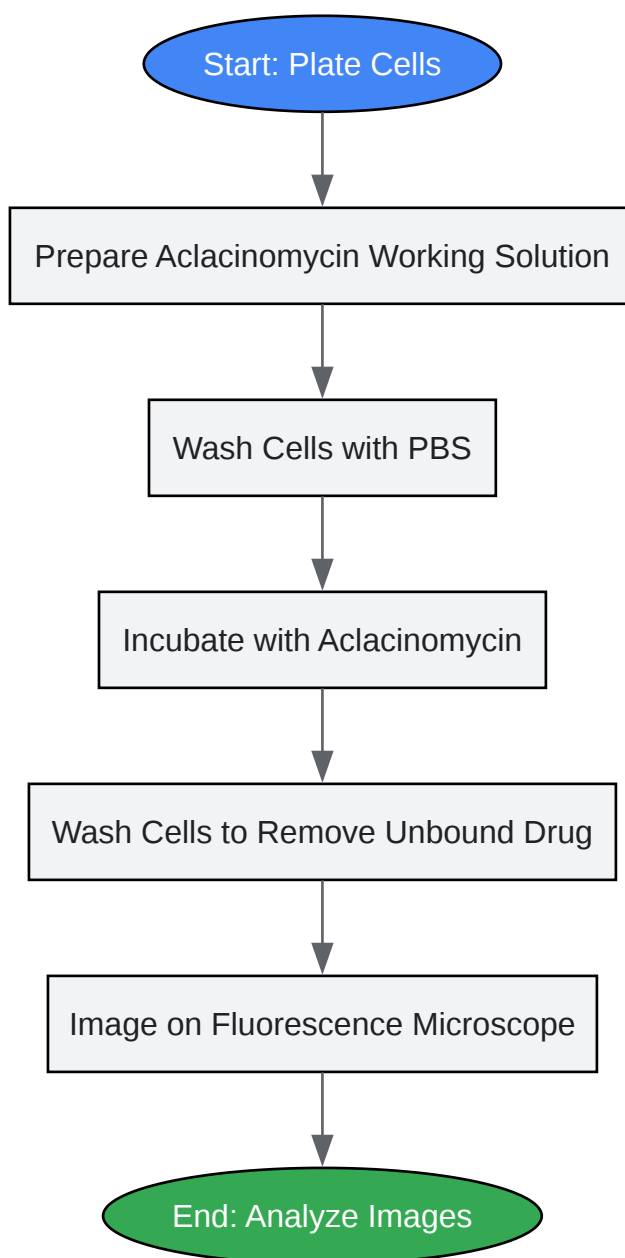 Start: Plate Cells
Prepare Aclacinomycin Working Solution
Wash Cells with PBS
Incubate with Aclacinomycin
Wash Cells to Remove Unbound Drug
Image on Fluorescence Microscope
End: Analyze Images